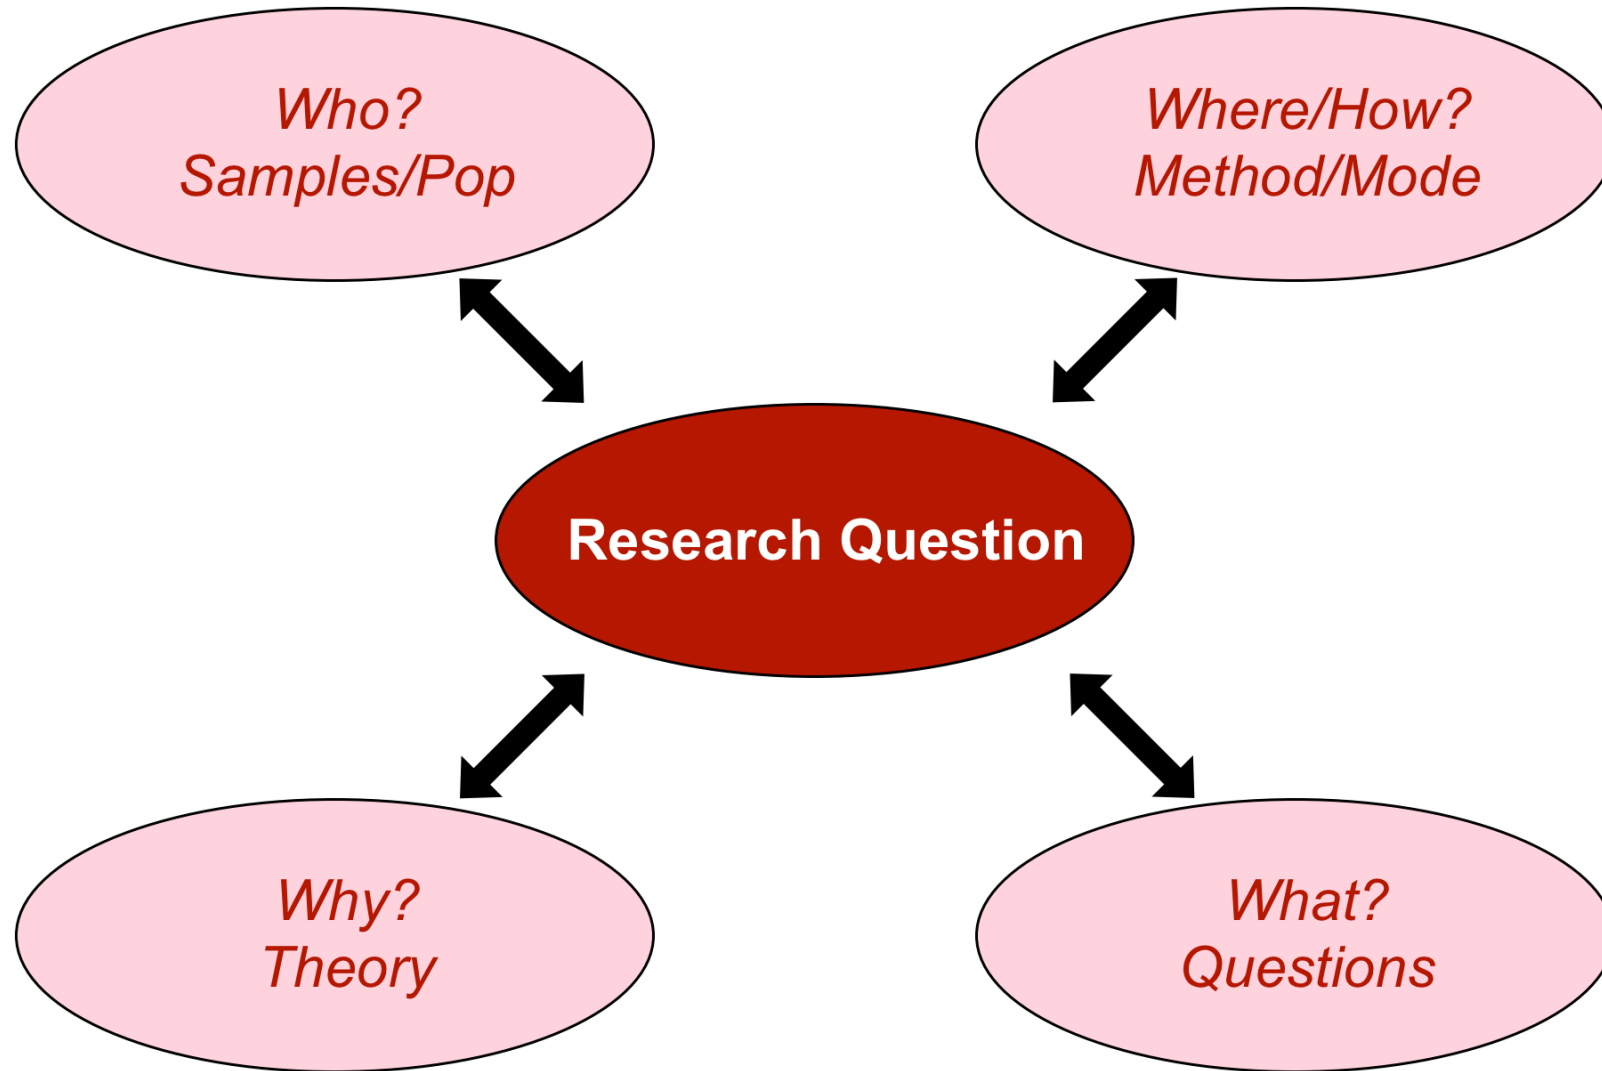 Who?
Samples/Pop
Where/How?
Method/Mode
Research Question
Why?
Theory
What?
Questions